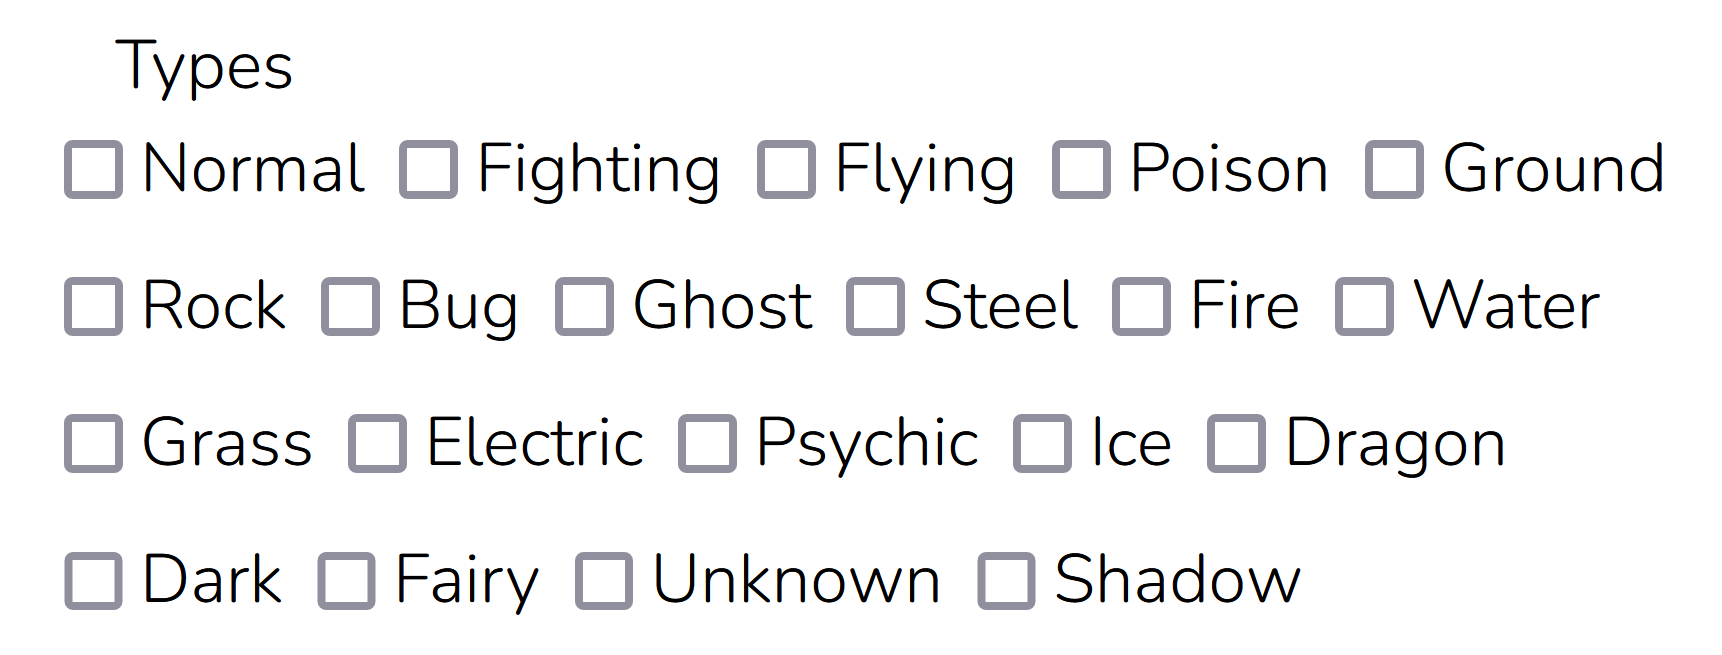 Types
Normal Fighting Flying Poison Ground
Rock Bug Ghost Steel Fire Water
Grass Electric Psychic Ice Dragon
Dark Fairy Unknown Shadow